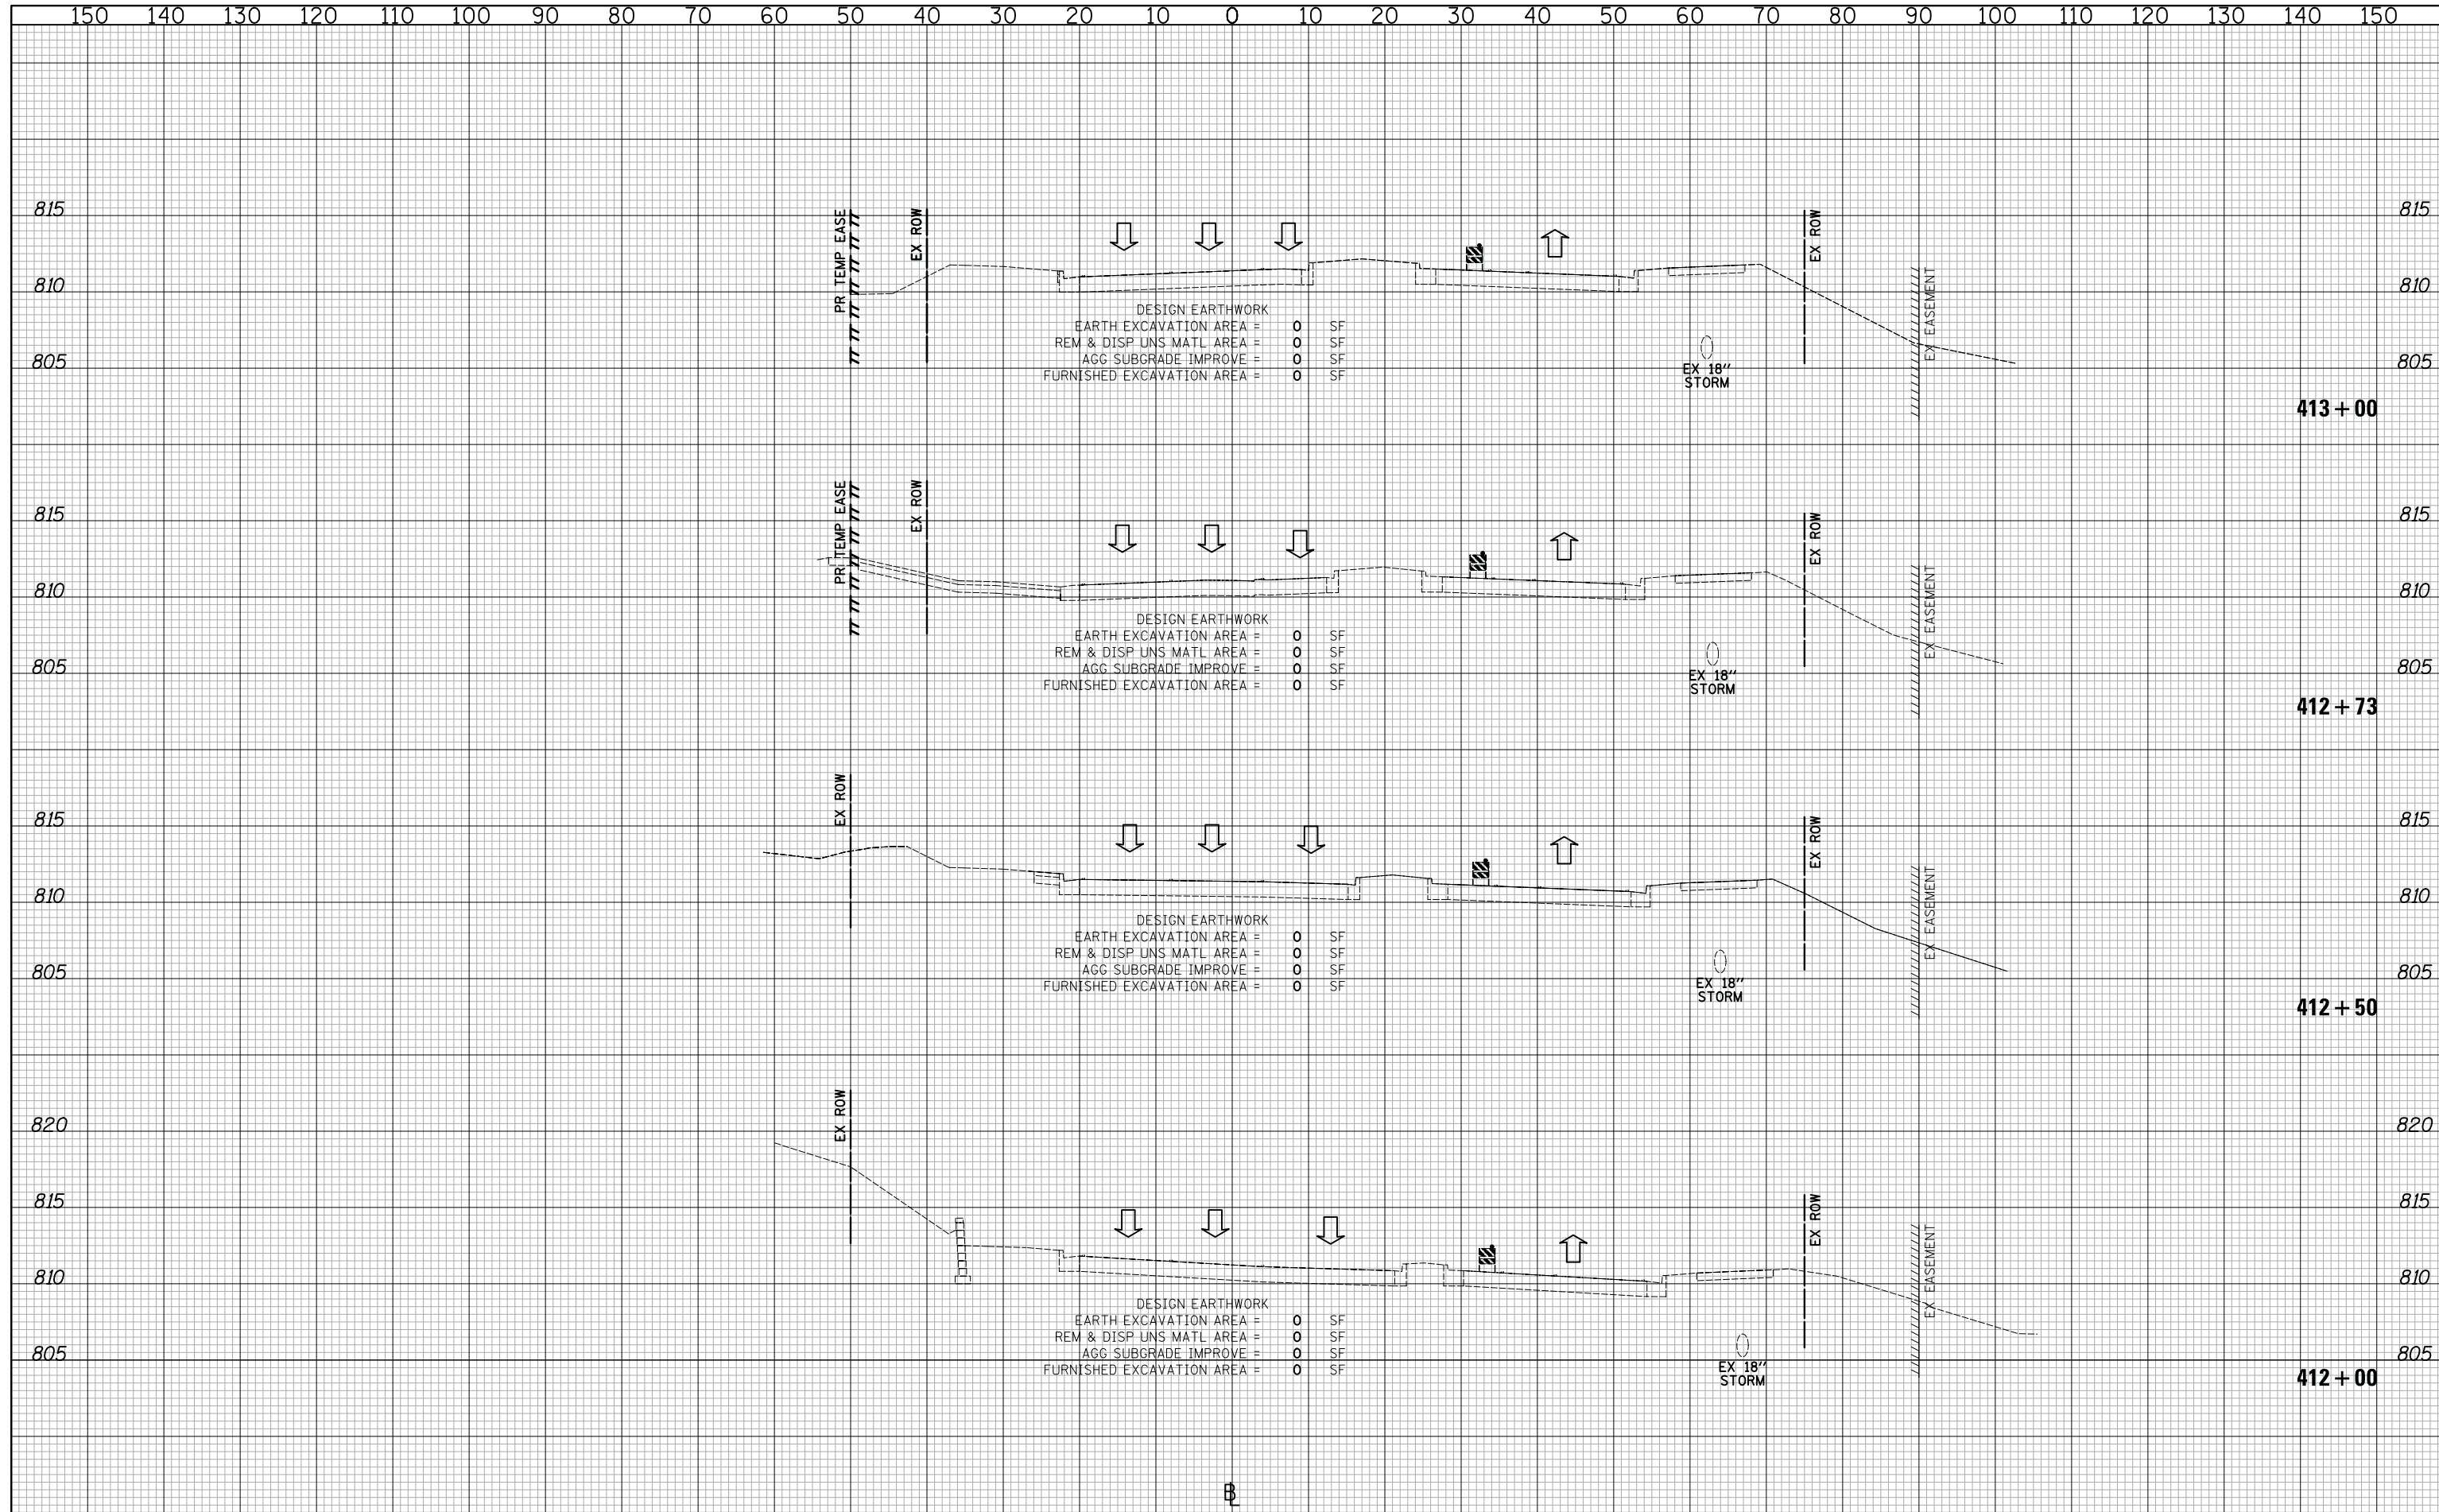 150 140 130 120 110 100 90 80 70 60 50 40 30 20 10 0 10 20 30 40 50 60 70 80 90 100 110 120 130 140 150
815 PR TEMP EASE EX ROW EX ROW 815
810 EX EASEMENT 810
DESIGN EARTHWORK
EARTH EXCAVATION AREA = 0 SF
REM & DISP UNS MATL AREA = 0 SF
805 AGG SUBGRADE IMPROVE = 0 SF 805
FURNISHED EXCAVATION AREA = 0 SF
EX 18"
STORM
413+00
815 PR TEMP EASE EX ROW EX ROW 815
810 EX EASEMENT 810
DESIGN EARTHWORK
EARTH EXCAVATION AREA = 0 SF
REM & DISP UNS MATL AREA = 0 SF
805 AGG SUBGRADE IMPROVE = 0 SF 805
FURNISHED EXCAVATION AREA = 0 SF
EX 18"
STORM
412+73
EX ROW
815 EX ROW 815
810 EX EASEMENT 810
DESIGN EARTHWORK
EARTH EXCAVATION AREA = 0 SF
REM & DISP UNS MATL AREA = 0 SF
805 AGG SUBGRADE IMPROVE = 0 SF 805
FURNISHED EXCAVATION AREA = 0 SF
EX 18"
STORM
412+50
EX ROW
820 820
815 EX ROW 815
810 EX EASEMENT 810
DESIGN EARTHWORK
EARTH EXCAVATION AREA = 0 SF
REM & DISP UNS MATL AREA = 0 SF
805 AGG SUBGRADE IMPROVE = 0 SF 805
FURNISHED EXCAVATION AREA = 0 SF
EX 18"
STORM
412+00
BL